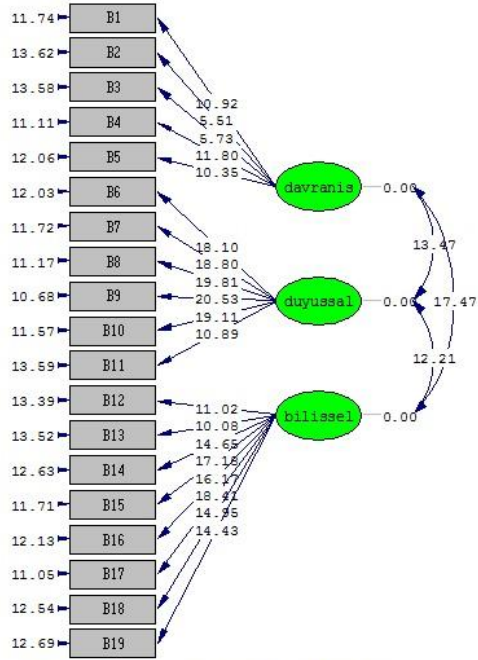 11.74 B1
13.62 B2
13.58 B3
11.11 B4
12.06 B5
12.03 B6
11.72 B7
11.17 B8
10.68 B9
11.57 B10
13.59 B11
13.39 B12
13.52 B13
12.63 B14
11.71 B15
12.13 B16
11.05 B17
12.54 B18
12.69 B19
10.92
5.51
5.73
11.80
10.35
18.10
18.80
19.81
20.53
19.11
10.89
11.02
10.08
14.65
17.18
16.17
18.41
14.95
14.43
davranis 0.00
duyussal 0.00
bilissel 0.00
13.47
17.47
12.21